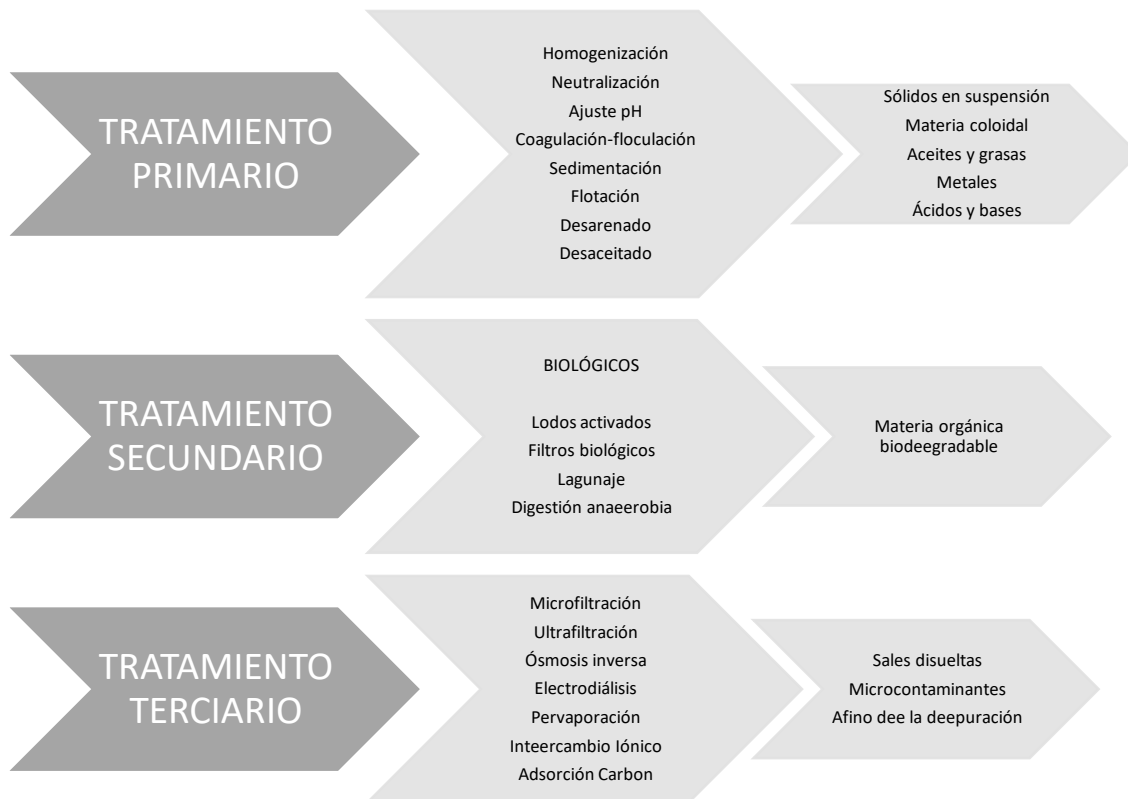 TRATAMIENTO
PRIMARIO
Homogenización
Neutralización
Ajuste pH
Coagulación-floculación
Sedimentación
Flotación
Desarenado
Desaceitado
Sólidos en suspensión
Materia coloidal
Aceites y grasas
Metales
Ácidos y bases
TRATAMIENTO
SECUNDARIO
BIOLÓGICOS
Lodos activados
Filtros biológicos
Lagunaje
Digestión anaeerobia
Materia orgánica
biodeegradable
TRATAMIENTO
TERCIARIO
Microfiltración
Ultrafiltración
Ósmosis inversa
Electrodiálisis
Pervaporación
Inteercambio Iónico
Adsorción Carbon
Sales disueltas
Microcontaminantes
Afino dee la deepuración